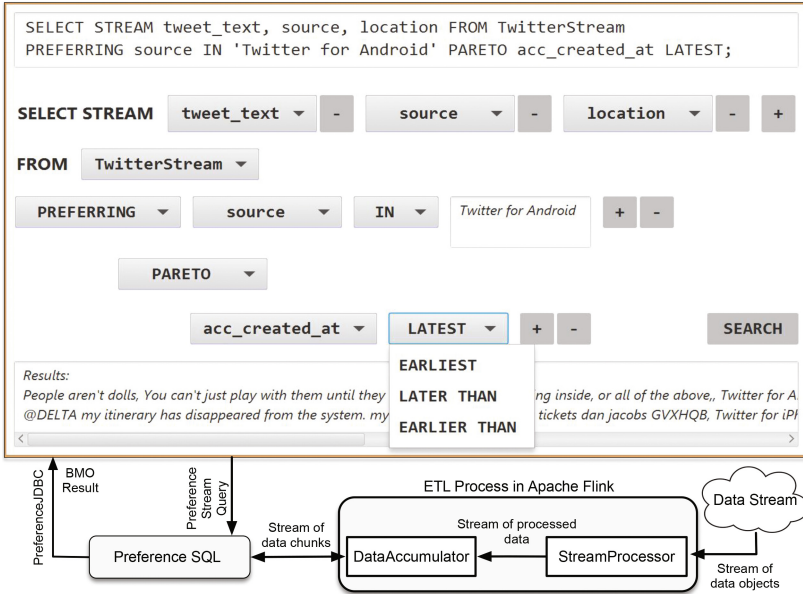 SELECT STREAM tweet_text, source, location FROM TwitterStream
PREFERRING source IN 'Twitter for Android' PARETO acc_created_at LATEST;
SELECT STREAM tweet_text - source - location - +
FROM TwitterStream
PREFERRING source IN Twitter for Android + -
PARETO
acc_created_at LATEST + - SEARCH
EARLIEST
LATER THAN
EARLIER THAN
Results:
People aren't dolls, You can't just play with them until they ng inside, or all of the above,, Twitter for A
@DELTA my itinerary has disappeared from the system. my tickets dan jacobs GVXHQB, Twitter for iPh
PreferenceJDBC
BMO
Result
Preference
Stream
Query
ETL Process in Apache Flink
Data Stream
Preference SQL
Stream of
data chunks
DataAccumulator
Stream of processed
data
StreamProcessor
Stream of
data objects